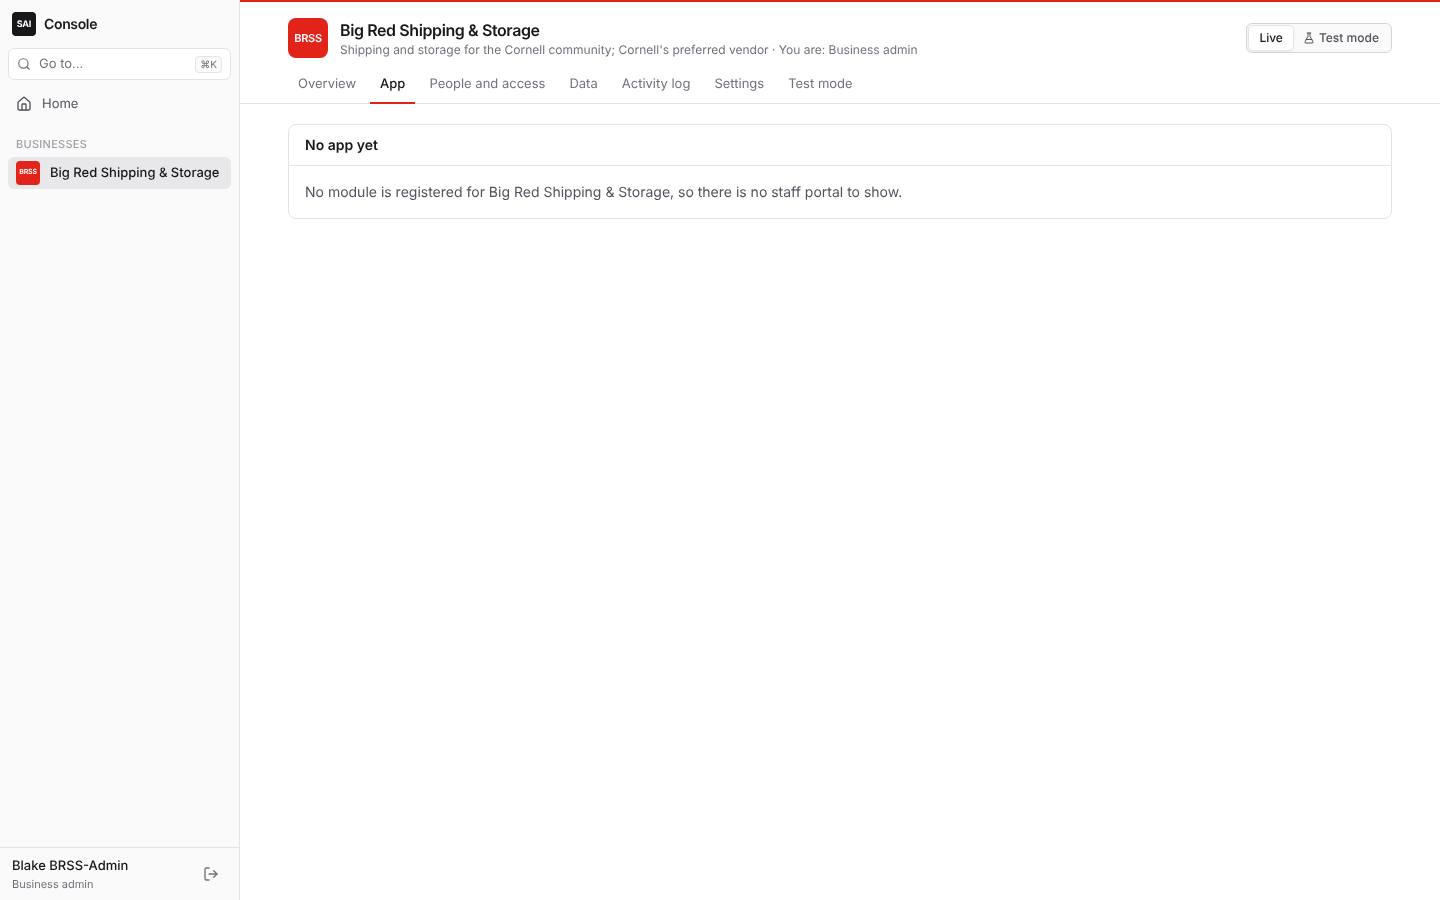 SAI Console
Go to... ⌘K
Home
BUSINESSES
BRSS Big Red Shipping & Storage
Blake BRSS-Admin
Business admin
BRSS
Big Red Shipping & Storage
Shipping and storage for the Cornell community; Cornell's preferred vendor · You are: Business admin
Live Test mode
Overview App People and access Data Activity log Settings Test mode
No app yet
No module is registered for Big Red Shipping & Storage, so there is no staff portal to show.